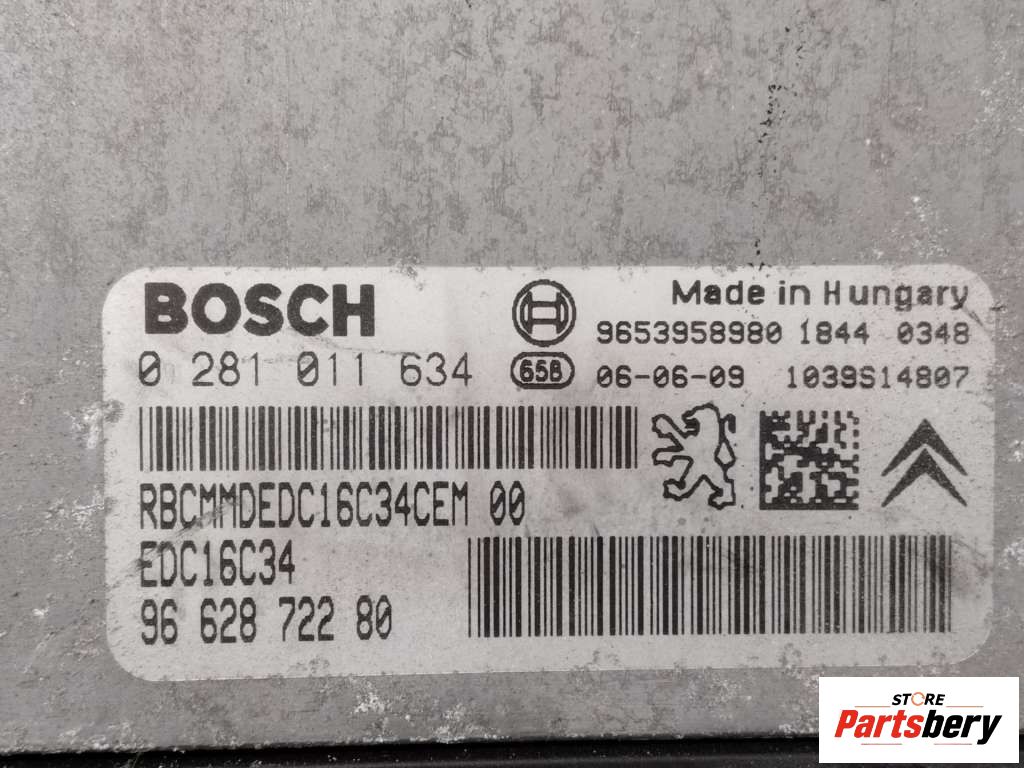 BOSCH
Made in Hungary
9653958980 1844 0348
0 281 011 634
658
06-06-09 1039S14807
RBCMMDEDC16C34CEM 00
EDC16C34
96 628 722 80
STORE
Partsbery